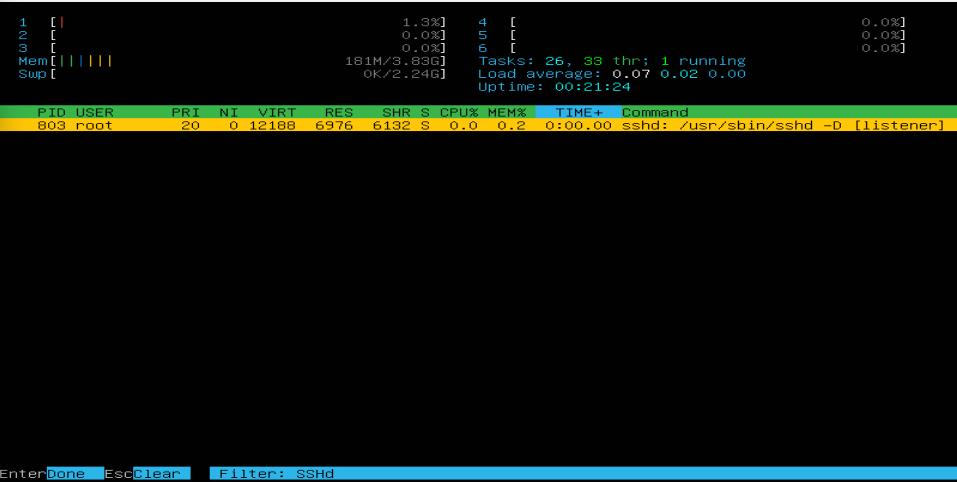 1 [| 1.3%] 4 [ 0.0%]
2 [ 0.0%] 5 [ 0.0%]
3 [ 0.0%] 6 [ 0.0%]
Mem[|||||| 181M/3.83G] Tasks: 26, 33 thr; 1 running
Swp[ 0K/2.24G] Load average: 0.07 0.02 0.00
Uptime: 00:21:24
PID USER PRI NI VIRT RES SHR S CPU% MEM% TIME+ Command
803 root 20 0 12188 6976 6132 S 0.0 0.2 0:00.00 sshd: /usr/sbin/sshd -D [listener]
EnterDone EscClear Filter: SSHd